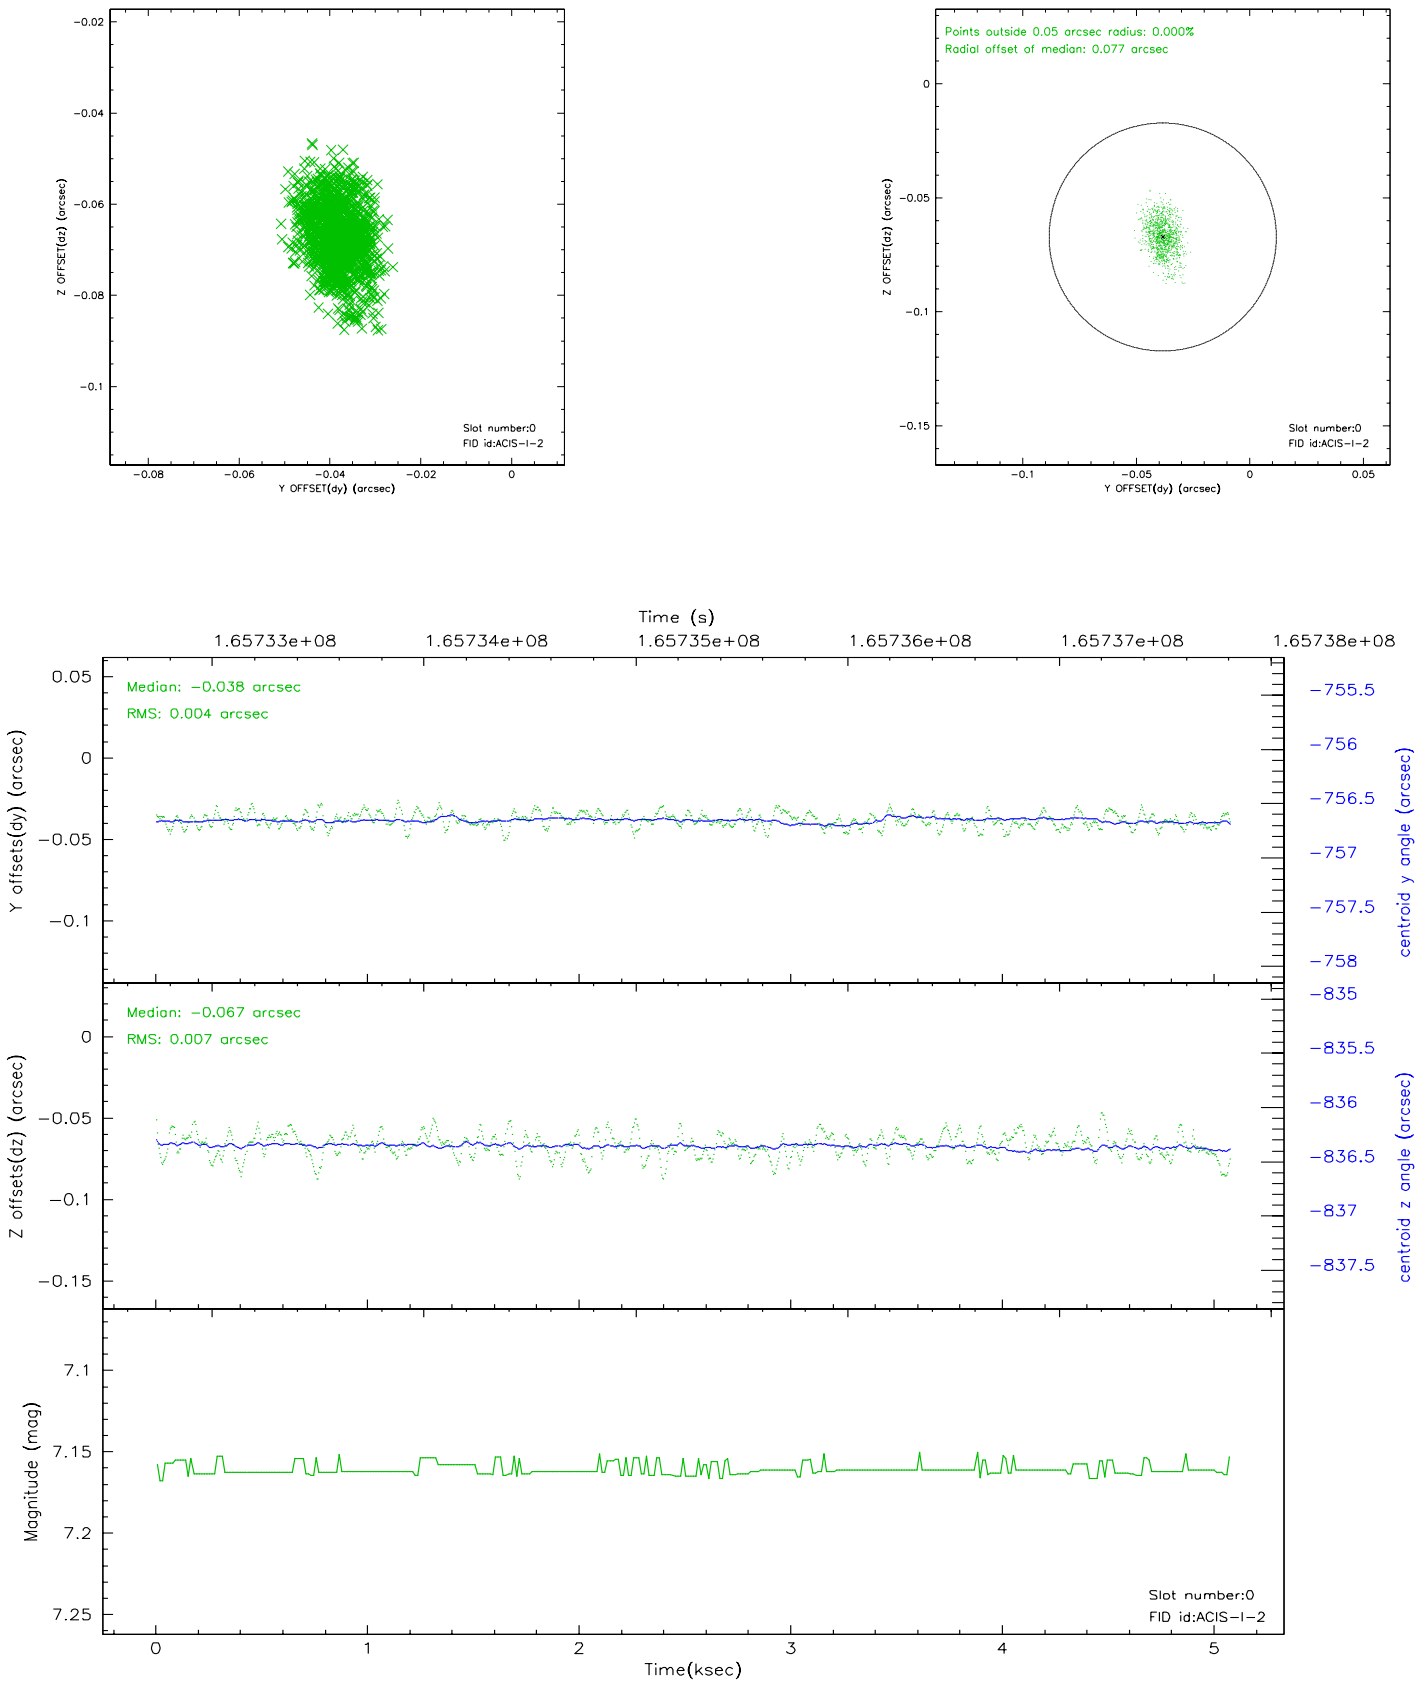 −0.02
−0.04
−0.06
−0.08
−0.1
Z OFFSET(dz) (arcsec)
Slot number:0
FID id:ACIS−I−2
−0.08 −0.06 −0.04 −0.02 0
Y OFFSET(dy) (arcsec)
Points outside 0.05 arcsec radius: 0.000%
Radial offset of median: 0.077 arcsec
0
−0.05
−0.1
−0.15
Z OFFSET(dz) (arcsec)
Slot number:0
FID id:ACIS−I−2
−0.1 −0.05 0 0.05
Y OFFSET(dy) (arcsec)
Time (s)
1.65733e+08 1.65734e+08 1.65735e+08 1.65736e+08 1.65737e+08 1.65738e+08
0.05
0
−0.05
−0.1
Y offsets(dy) (arcsec)
Median: −0.038 arcsec
RMS: 0.004 arcsec
−755.5
−756
−756.5
−757
−757.5
−758
centroid y angle (arcsec)
0
−0.05
−0.1
−0.15
Z offsets(dz) (arcsec)
Median: −0.067 arcsec
RMS: 0.007 arcsec
−835
−835.5
−836
−836.5
−837
−837.5
centroid z angle (arcsec)
7.1
7.15
7.2
7.25
Magnitude (mag)
Slot number:0
FID id:ACIS−I−2
0 1 2 3 4 5
Time(ksec)